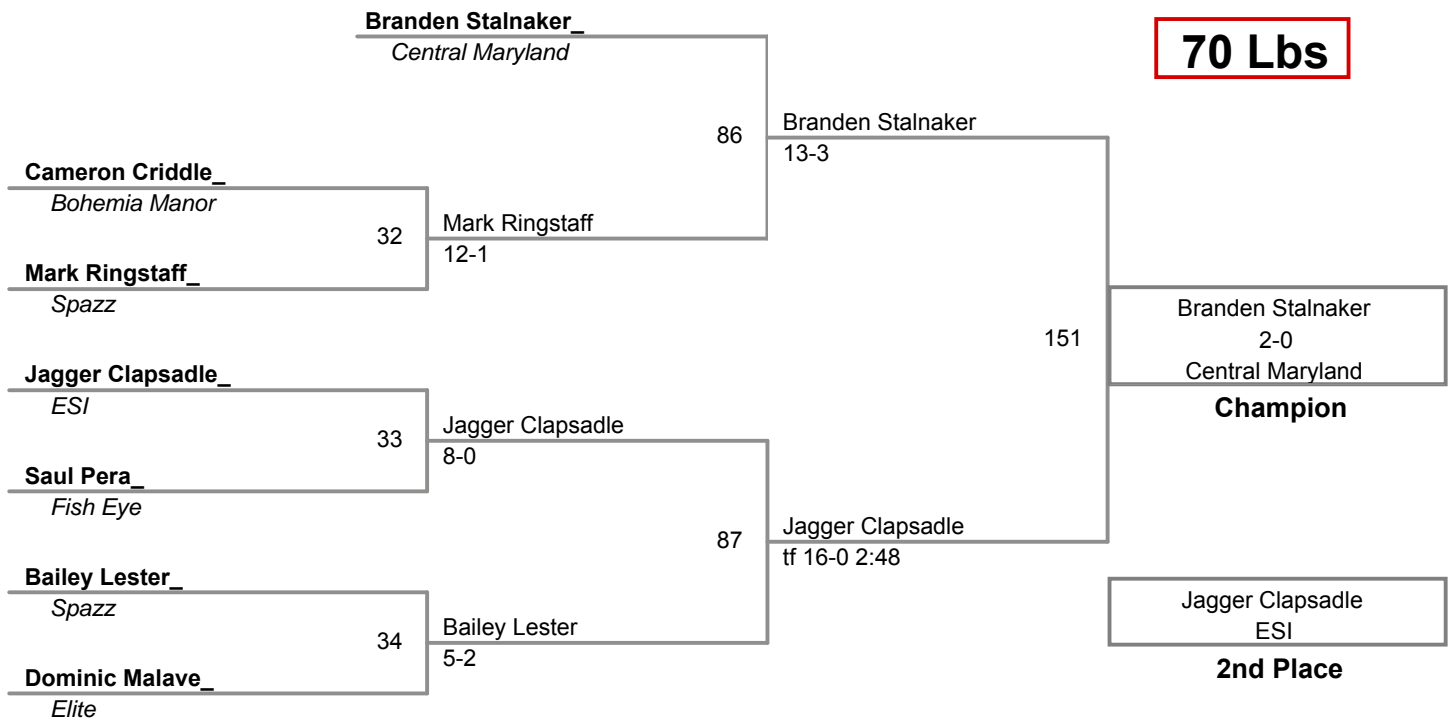 Branden Stalnaker_
Central Maryland
70 Lbs
86
Branden Stalnaker
13-3
Cameron Criddle_
Bohemia Manor
32
Mark Ringstaff
12-1
Mark Ringstaff_
Spazz
151
Branden Stalnaker
2-0
Central Maryland
Champion
Jagger Clapsadle_
ESI
33
Jagger Clapsadle
8-0
Saul Pera_
Fish Eye
87
Jagger Clapsadle
tf 16-0 2:48
Bailey Lester_
Spazz
34
Bailey Lester
5-2
Dominic Malave_
Elite
Jagger Clapsadle
ESI
2nd Place